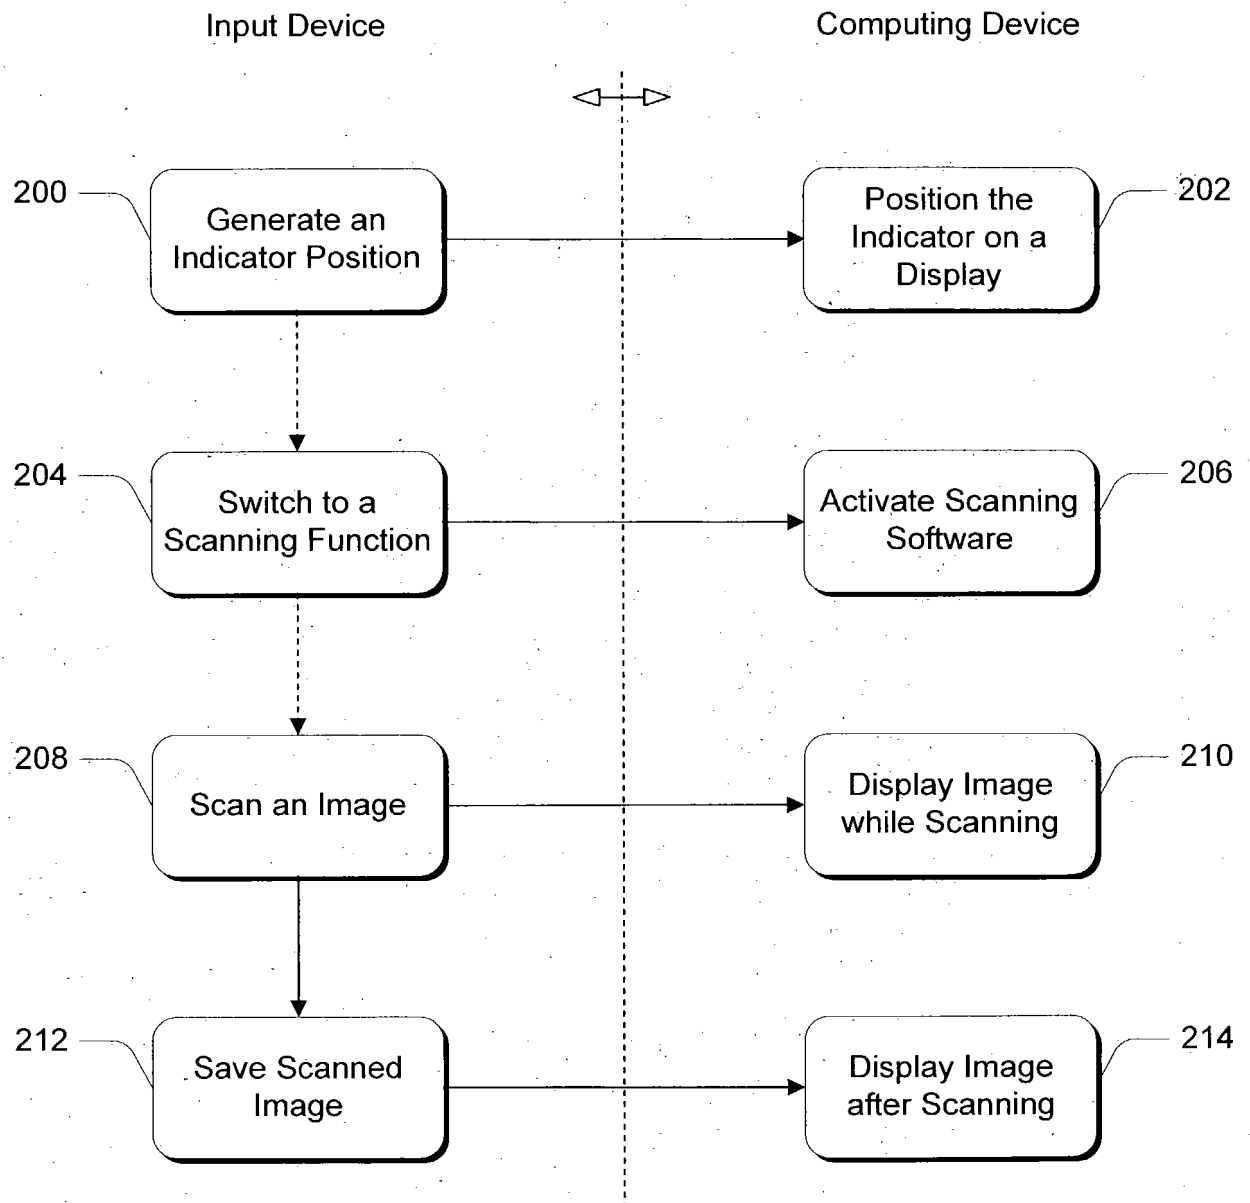 Input Device
Computing Device
200
Generate an
Indicator Position
Position the
Indicator on a
Display
202
204
Switch to a
Scanning Function
Activate Scanning
Software
206
208
Scan an Image
Display Image
while Scanning
210
212
Save Scanned
Image
Display Image
after Scanning
214